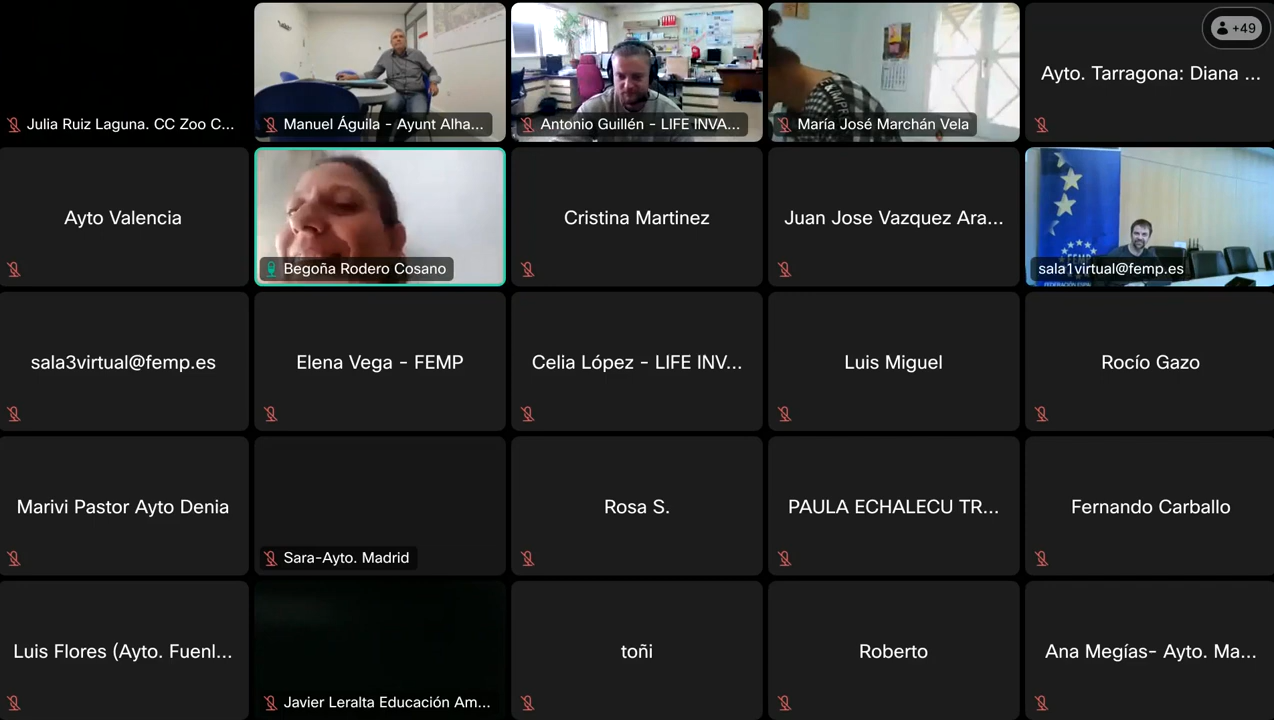 +49
Julia Ruiz Laguna. CC Zoo C...
Manuel Águila - Ayunt Alha...
Antonio Guillén - LIFE INVA...
María José Marchán Vela
Ayto. Tarragona: Diana ...
Ayto Valencia
Begoña Rodero Cosano
Cristina Martinez
Juan Jose Vazquez Ara...
FEMP
sala1virtual@femp.es
sala3virtual@femp.es
Elena Vega - FEMP
Celia López - LIFE INV...
Luis Miguel
Rocío Gazo
Marivi Pastor Ayto Denia
Sara-Ayto. Madrid
Rosa S.
PAULA ECHALECU TR...
Fernando Carballo
Luis Flores (Ayto. Fuenl...
Javier Leralta Educación Am...
toñi
Roberto
Ana Megías- Ayto. Ma...